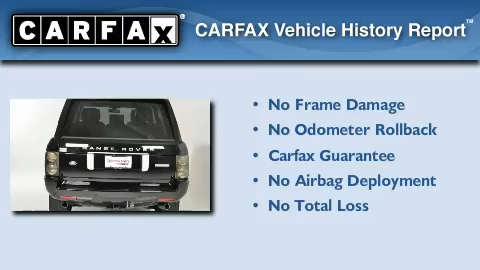 CARFAX®
CARFAX Vehicle History Report™
RANGE ROVER
• No Frame Damage
• No Odometer Rollback
• Carfax Guarantee
• No Airbag Deployment
• No Total Loss